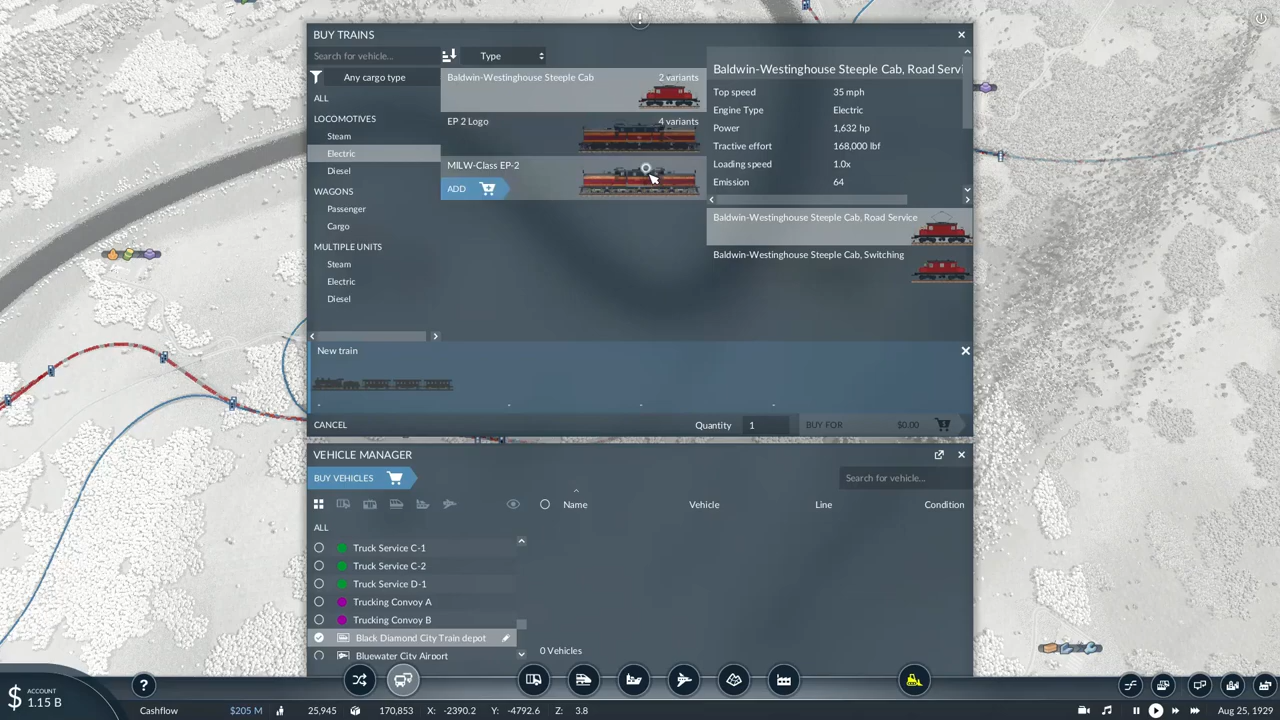 BUY TRAINS
Search for vehicle...
Type
Any cargo type
ALL
LOCOMOTIVES
Steam
Electric
Diesel
WAGONS
Passenger
Cargo
MULTIPLE UNITS
Steam
Electric
Diesel
Baldwin-Westinghouse Steeple Cab 2 variants
EP 2 Logo 4 variants
MILW-Class EP-2
ADD
Baldwin-Westinghouse Steeple Cab, Road Servi
Top speed 35 mph
Engine Type Electric
Power 1,632 hp
Tractive effort 168,000 lbf
Loading speed 1.0x
Emission 64
Baldwin-Westinghouse Steeple Cab, Road Service
Baldwin-Westinghouse Steeple Cab, Switching
New train
- - - -
CANCEL Quantity 1 BUY FOR $0.00
VEHICLE MANAGER
BUY VEHICLES Search for vehicle...
Name Vehicle Line Condition
ALL
Truck Service C-1
Truck Service C-2
Truck Service D-1
Trucking Convoy A
Trucking Convoy B
Black Diamond City Train depot
Bluewater City Airport
0 Vehicles
$ ACCOUNT
1.15 B
?
Cashflow $205 M 25,945 170,853 X: -2390.2 Y: -4792.6 Z: 3.8 Aug 25, 1929